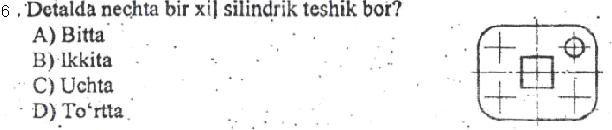 6. Detalda nechta bir xil silindrik teshik bor?
A) Bitta
B) Ikkita
C) Uchta
D) To‘rtta